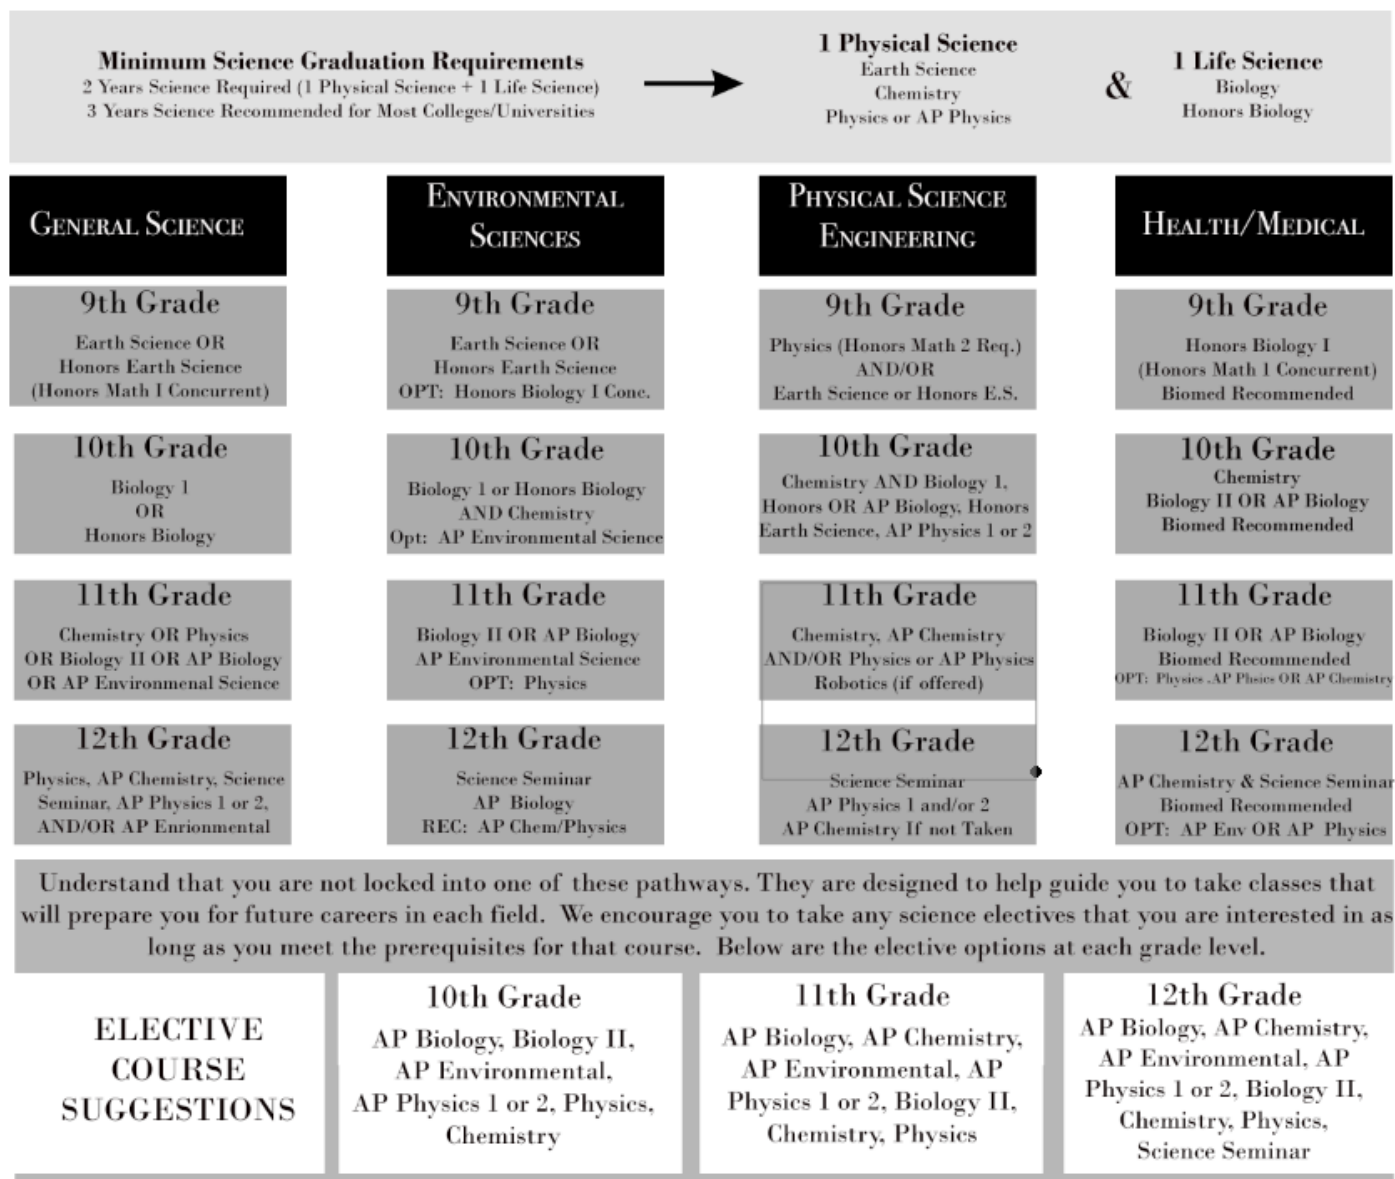 Minimum Science Graduation Requirements
2 Years Science Required (1 Physical Science + 1 Life Science)
3 Years Science Recommended for Most Colleges/Universities
1 Physical Science
Earth Science
Chemistry
Physics or AP Physics
&
1 Life Science
Biology
Honors Biology
GENERAL SCIENCE
9th Grade
Earth Science OR
Honors Earth Science
(Honors Math I Concurrent)
10th Grade
Biology 1
OR
Honors Biology
11th Grade
Chemistry OR Physics
OR Biology II OR AP Biology
OR AP Environmenal Science
12th Grade
Physics, AP Chemistry, Science
Seminar, AP Physics 1 or 2,
AND/OR AP Enrionmental
ENVIRONMENTAL
SCIENCES
9th Grade
Earth Science OR
Honors Earth Science
OPT: Honors Biology I Conc.
10th Grade
Biology 1 or Honors Biology
AND Chemistry
Opt: AP Environmental Science
11th Grade
Biology II OR AP Biology
AP Environmental Science
OPT: Physics
12th Grade
Science Seminar
AP Biology
REC: AP Chem/Physics
PHYSICAL SCIENCE
ENGINEERING
9th Grade
Physics (Honors Math 2 Req.)
AND/OR
Earth Science or Honors E.S.
10th Grade
Chemistry AND Biology 1,
Honors OR AP Biology, Honors
Earth Science, AP Physics 1 or 2
11th Grade
Chemistry, AP Chemistry
AND/OR Physics or AP Physics
Robotics (if offered)
12th Grade
Science Seminar
AP Physics 1 and/or 2
AP Chemistry If not Taken
HEALTH/MEDICAL
9th Grade
Honors Biology I
(Honors Math 1 Concurrent)
Biomed Recommended
10th Grade
Chemistry
Biology II OR AP Biology
Biomed Recommended
11th Grade
Biology II OR AP Biology
Biomed Recommended
OPT: Physics .AP Phsics OR AP Chemistry
12th Grade
AP Chemistry & Science Seminar
Biomed Recommended
OPT: AP Env OR AP Physics
Understand that you are not locked into one of these pathways. They are designed to help guide you to take classes that
will prepare you for future careers in each field. We encourage you to take any science electives that you are interested in as
long as you meet the prerequisites for that course. Below are the elective options at each grade level.
ELECTIVE
COURSE
SUGGESTIONS
10th Grade
AP Biology, Biology II,
AP Environmental,
AP Physics 1 or 2, Physics,
Chemistry
11th Grade
AP Biology, AP Chemistry,
AP Environmental, AP
Physics 1 or 2, Biology II,
Chemistry, Physics
12th Grade
AP Biology, AP Chemistry,
AP Environmental, AP
Physics 1 or 2, Biology II,
Chemistry, Physics,
Science Seminar